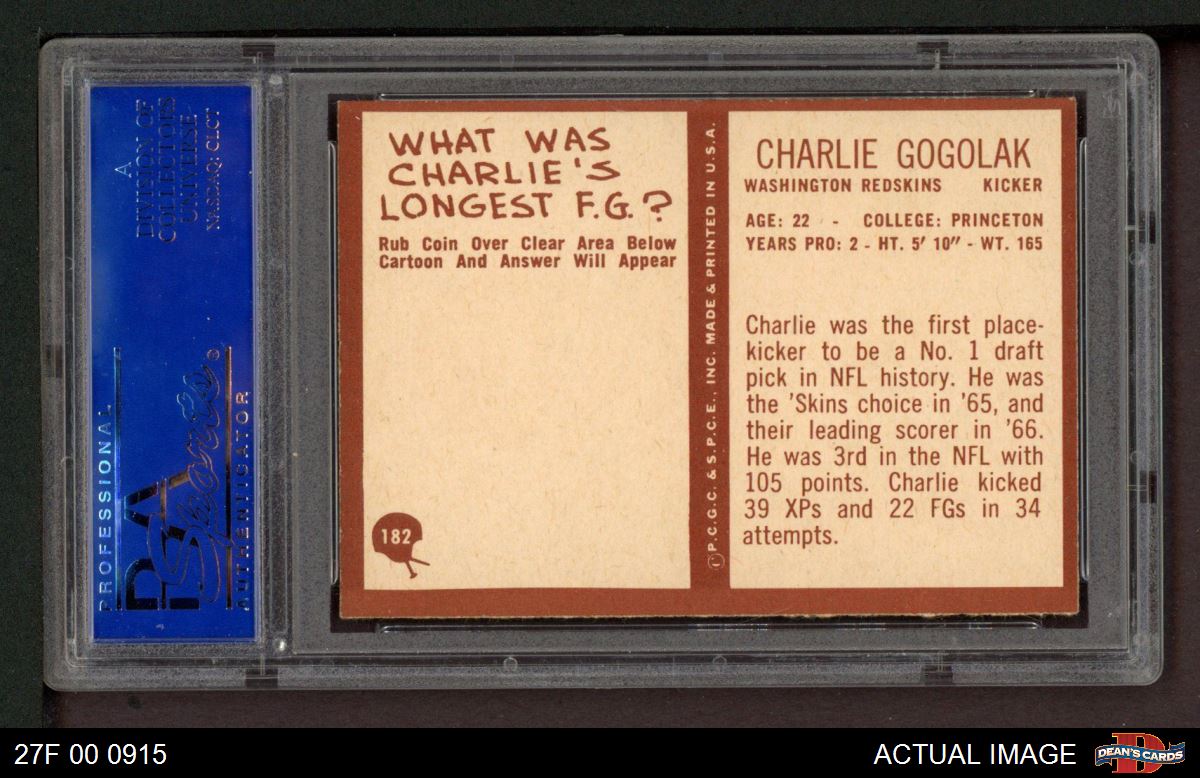 A
DIVISION OF
COLLECTORS
UNIVERSE
NASDAQ: CLCT
PROFESSIONAL
PSA
Sports®
AUTHENTICATOR
WHAT WAS
CHARLIE'S
LONGEST F.G.?
Rub Coin Over Clear Area Below
Cartoon And Answer Will Appear
182
Ⓒ P.C.G.C. & S.P.C.E., INC. MADE & PRINTED IN U.S.A.
CHARLIE GOGOLAK
WASHINGTON REDSKINS KICKER
AGE: 22 - COLLEGE: PRINCETON
YEARS PRO: 2 - HT. 5' 10" - WT. 165
Charlie was the first place-
kicker to be a No. 1 draft
pick in NFL history. He was
the 'Skins choice in '65, and
their leading scorer in '66.
He was 3rd in the NFL with
105 points. Charlie kicked
39 XPs and 22 FGs in 34
attempts.
27F 00 0915
ACTUAL IMAGE
D
DEAN'S CARDS